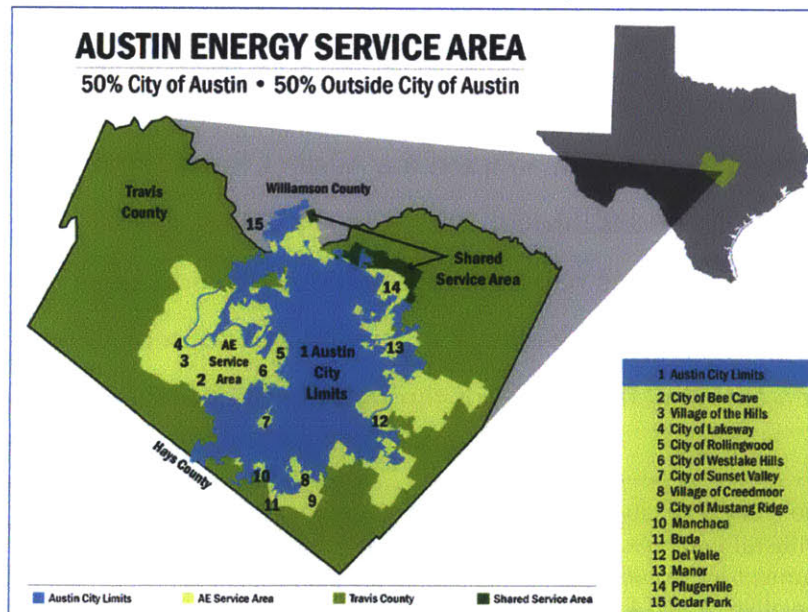 AUSTIN ENERGY SERVICE AREA
50% City of Austin • 50% Outside City of Austin
Travis
County
Williamson County
15
Shared
Service Area
14
4
3
2
AE
Service
Area
5
6
1 Austin
City
Limits
13
7
12
Hays County
10
8
11
9
1 Austin City Limits
2 City of Bee Cave
3 Village of the Hills
4 City of Lakeway
5 City of Rollingwood
6 City of Westlake Hills
7 City of Sunset Valley
8 Village of Creedmoor
9 City of Mustang Ridge
10 Manchaca
11 Buda
12 Del Valle
13 Manor
14 Pflugerville
15 Cedar Park
Austin City Limits
AE Service Area
Travis County
Shared Service Area